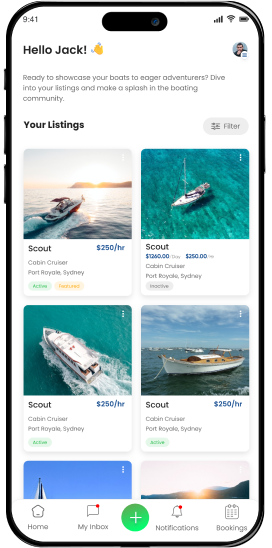 9:41
Hello Jack! 👋
Ready to showcase your boats to eager adventurers? Dive
into your listings and make a splash in the boating
community.
Your Listings
Filter
Scout $250/hr
Cabin Cruiser
Port Royale, Sydney
Active Featured
Scout
$1260.00/Day $250.00/Hr
Cabin Cruiser
Port Royale, Sydney
Inactive
Scout $250/hr
Cabin Cruiser
Port Royale, Sydney
Active
Scout $250/hr
Cabin Cruiser
Port Royale, Sydney
Active
Home
My Inbox
Notifications
Bookings